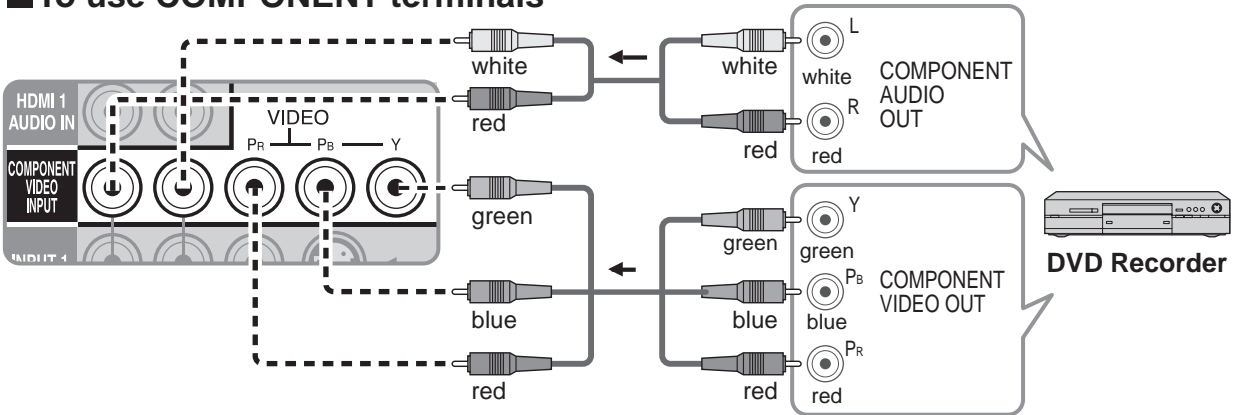 ■To use COMPONENT terminals
white
white
white
L
COMPONENT
AUDIO
OUT
HDMI 1
AUDIO IN
red
red
R
red
VIDEO
PR PB Y
COMPONENT
VIDEO
INPUT
green
green
Y
green
DVD Recorder
INPUT 1
blue
blue
PB
blue
COMPONENT
VIDEO OUT
red
red
PR
red